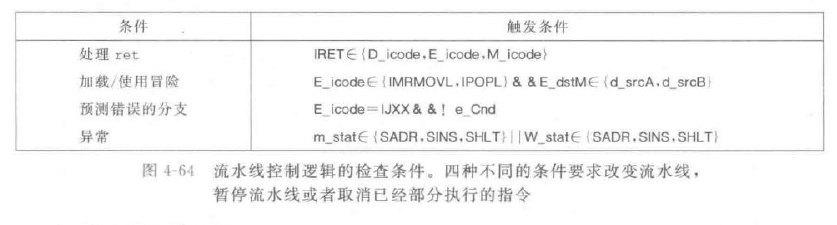 条件 触发条件
处理 ret IRET∈{D_icode,E_icode,M_icode}
加载/使用冒险 E_icode∈{IMRMOVL,IPOPL}&&E_dstM∈{d_srcA,d_srcB}
预测错误的分支 E_icode=IJXX&&!e_Cnd
异常 m_stat∈{SADR,SINS,SHLT}||W_stat∈{SADR,SINS,SHLT}
图 4-64 流水线控制逻辑的检查条件。四种不同的条件要求改变流水线，
暂停流水线或者取消已经部分执行的指令